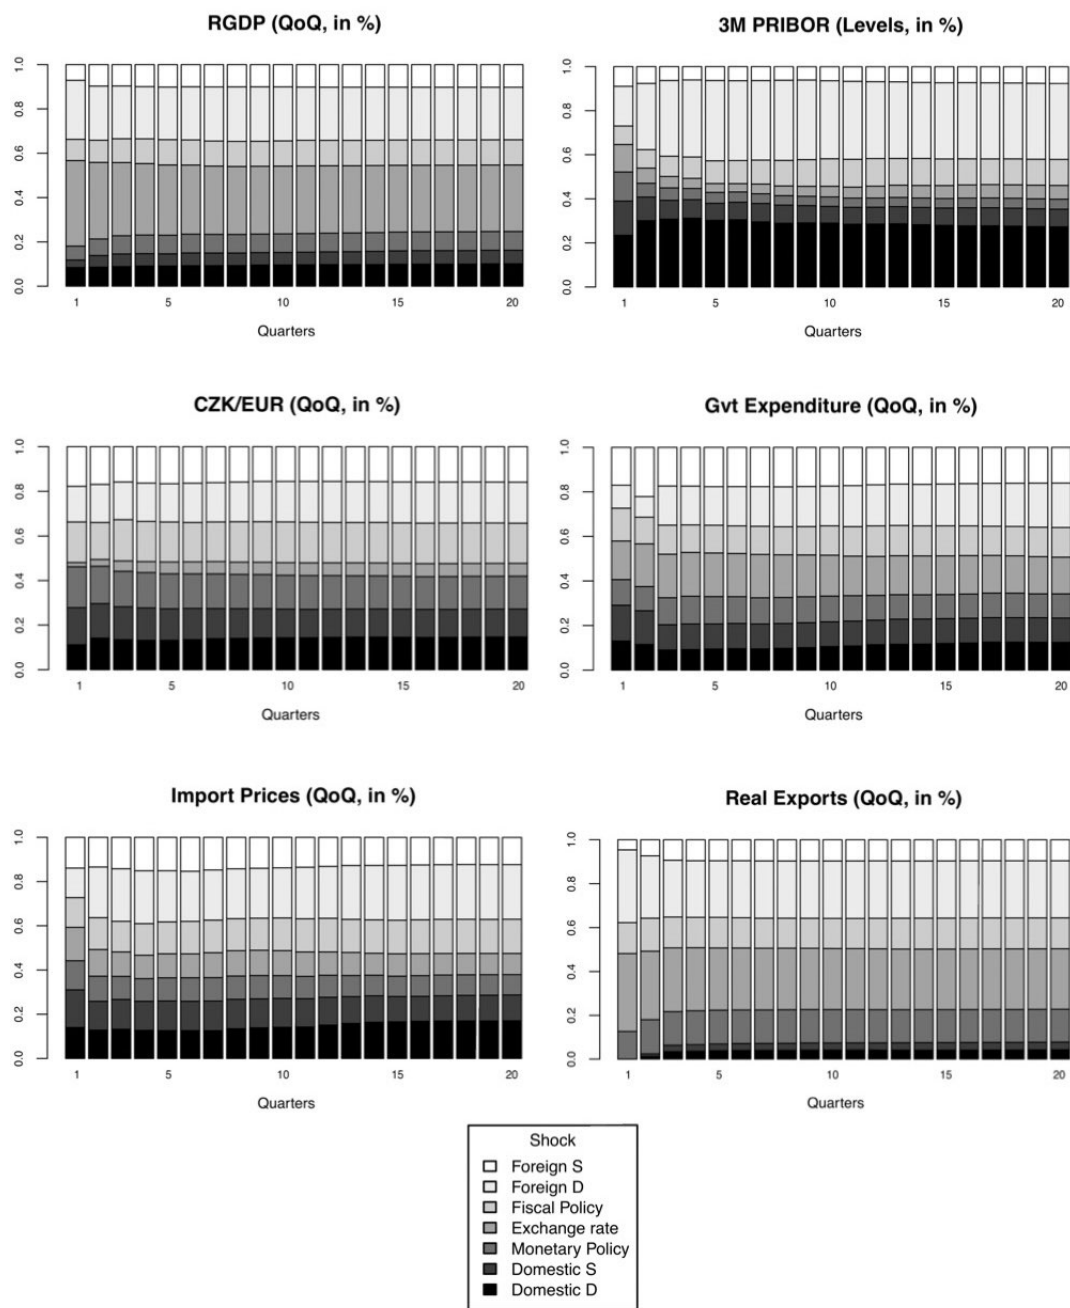 RGDP (QoQ, in %)
0.0 0.2 0.4 0.6 0.8 1.0
1 5 10 15 20
Quarters
3M PRIBOR (Levels, in %)
0.0 0.2 0.4 0.6 0.8 1.0
1 5 10 15 20
Quarters
CZK/EUR (QoQ, in %)
0.0 0.2 0.4 0.6 0.8 1.0
1 5 10 15 20
Quarters
Gvt Expenditure (QoQ, in %)
0.0 0.2 0.4 0.6 0.8 1.0
1 5 10 15 20
Quarters
Import Prices (QoQ, in %)
0.0 0.2 0.4 0.6 0.8 1.0
1 5 10 15 20
Quarters
Real Exports (QoQ, in %)
0.0 0.2 0.4 0.6 0.8 1.0
1 5 10 15 20
Quarters
Shock
Foreign S
Foreign D
Fiscal Policy
Exchange rate
Monetary Policy
Domestic S
Domestic D